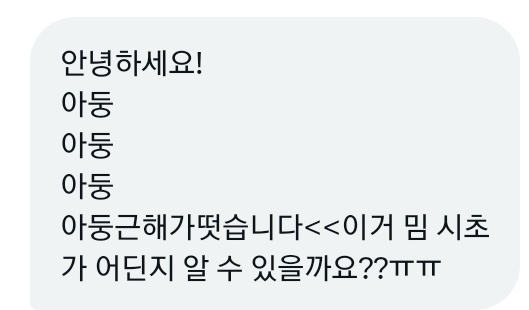 안녕하세요!
아둥
아둥
아둥
아둥근해가떳습니다<<이거 밈 시초
가 어딘지 알 수 있을까요??ㅠㅠ